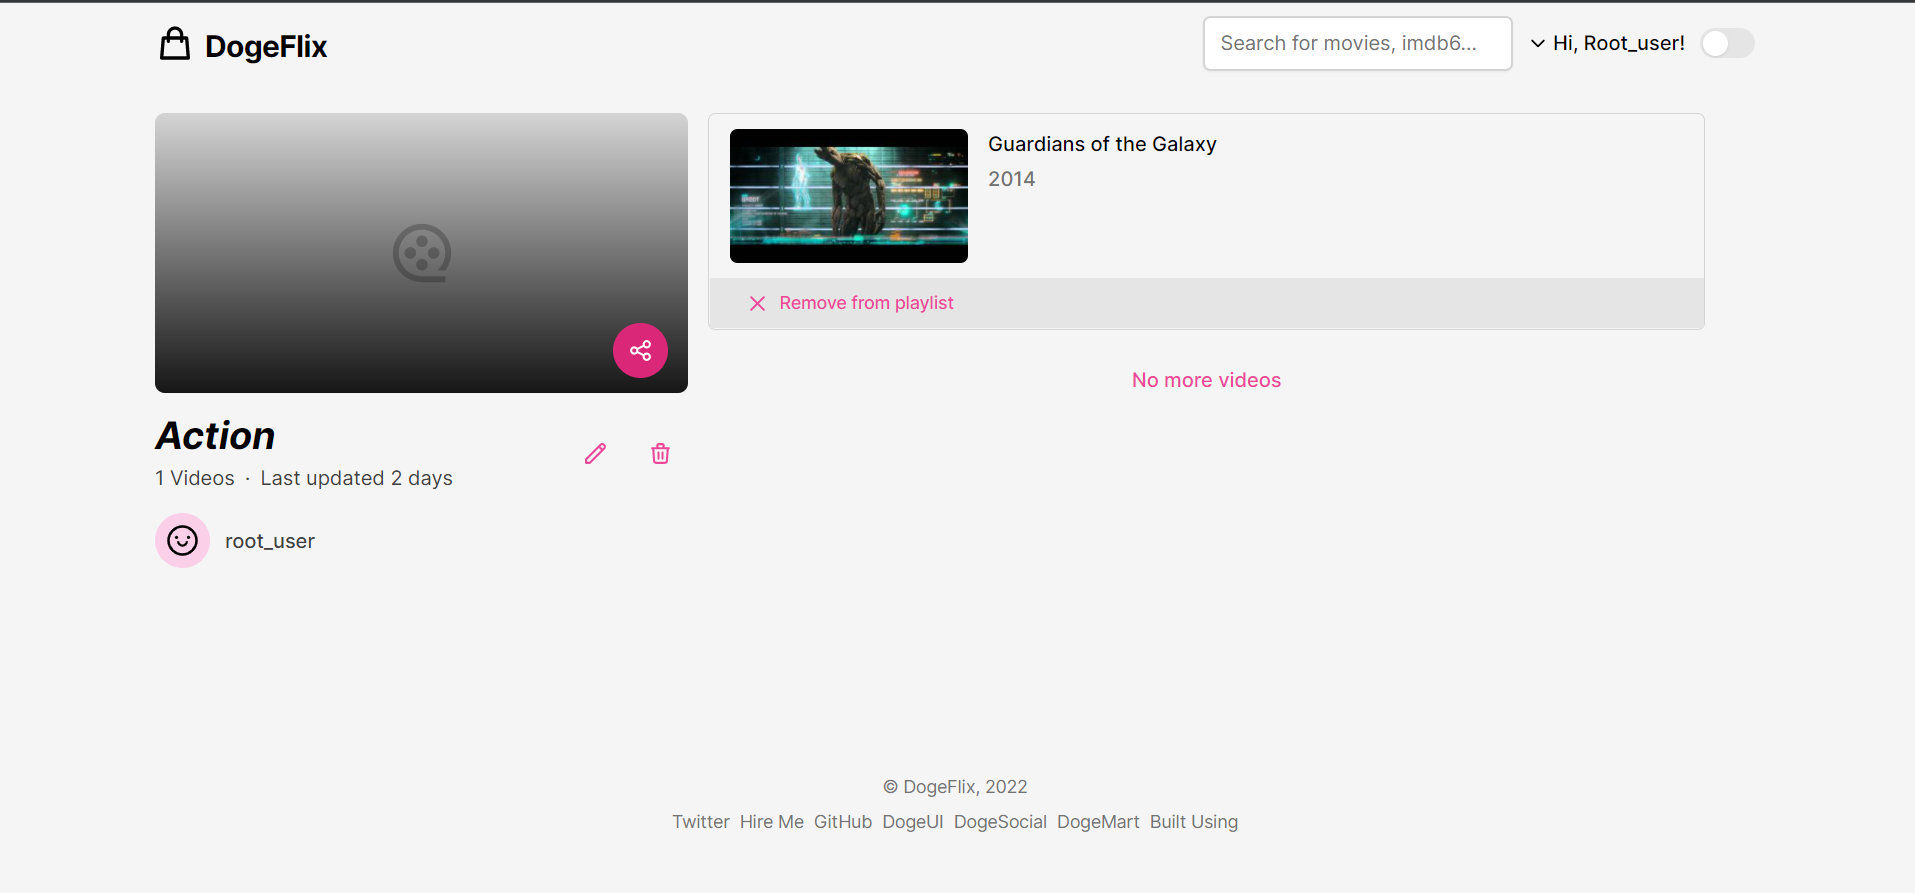 DogeFlix
Search for movies, imdb6...
Hi, Root_user!
Guardians of the Galaxy
2014
Remove from playlist
No more videos
Action
1 Videos · Last updated 2 days
root_user
© DogeFlix, 2022
Twitter Hire Me GitHub DogeUI DogeSocial DogeMart Built Using